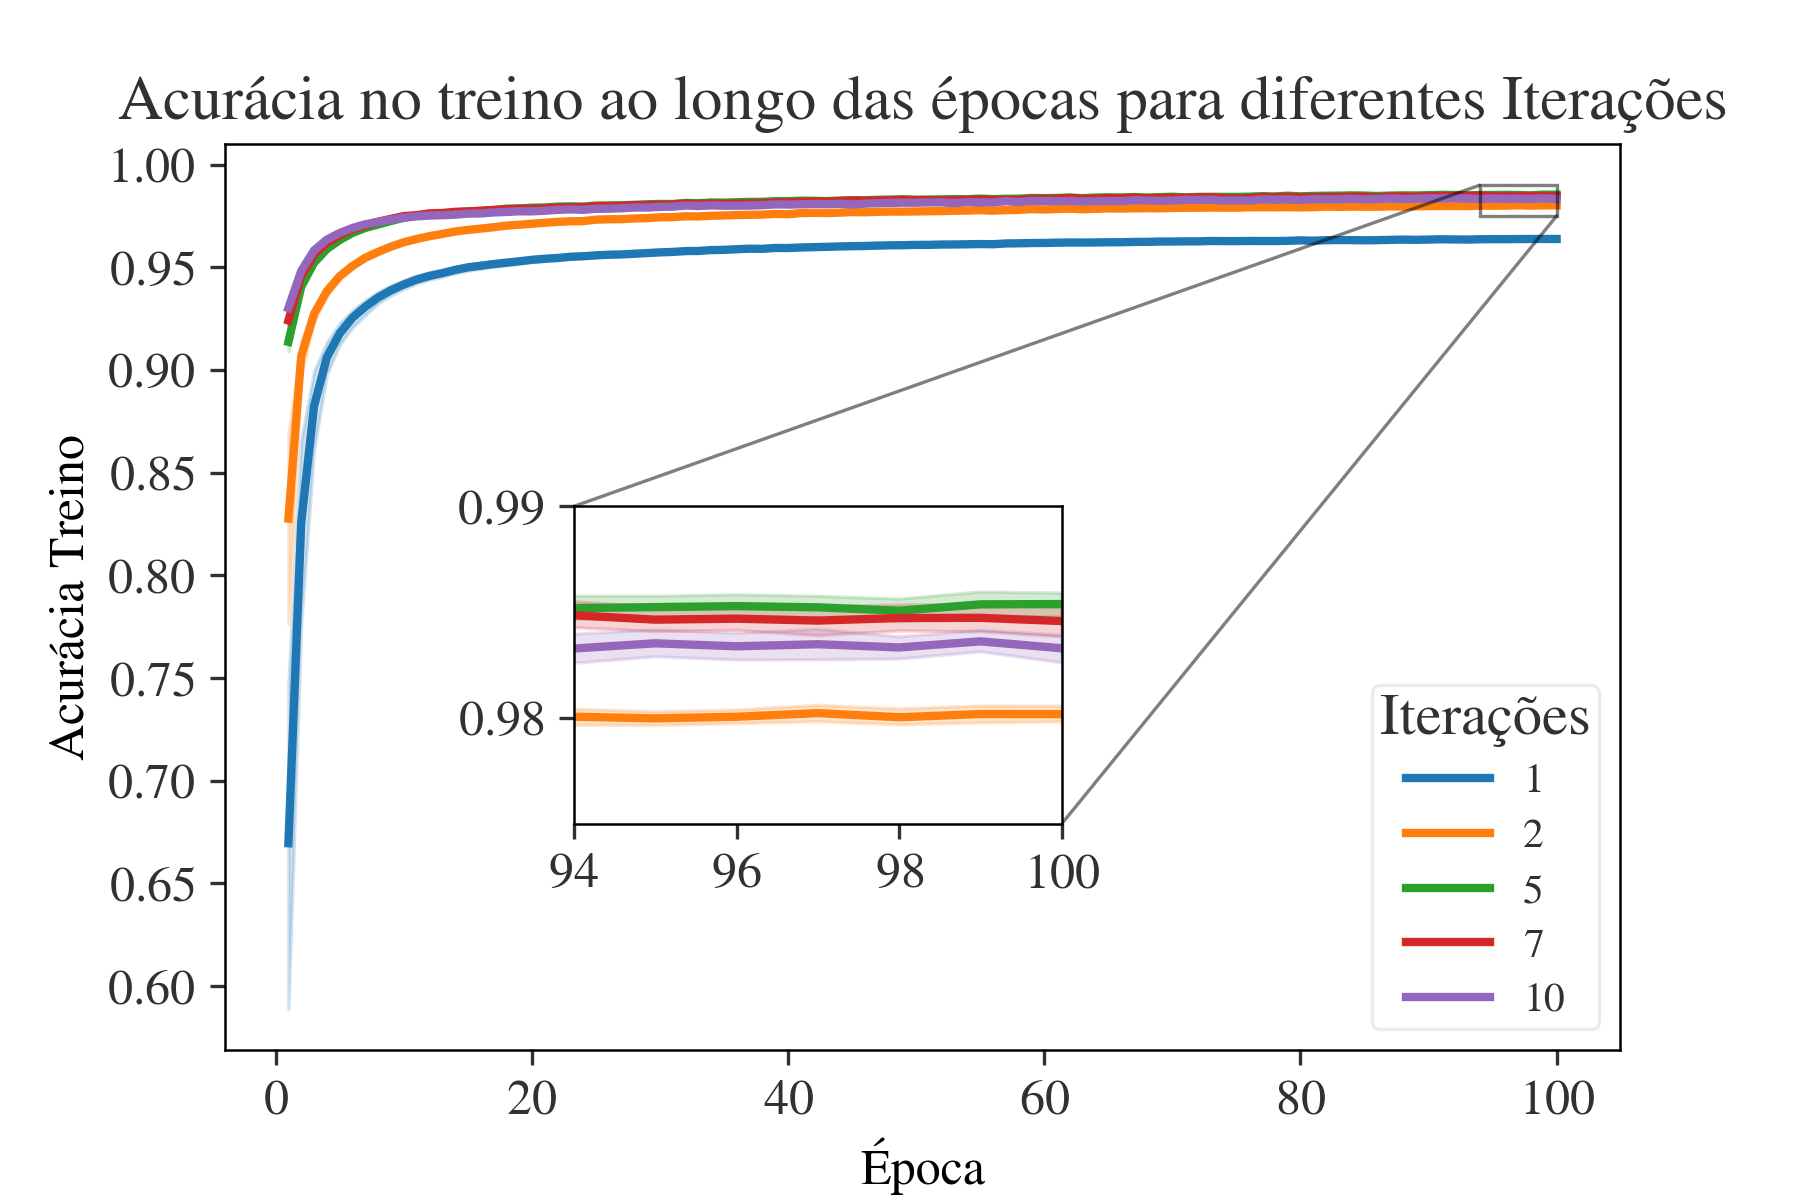 Acurácia no treino ao longo das épocas para diferentes Iterações
1.00
0.95
0.90
0.85
0.80
0.75
0.70
0.65
0.60
Acurácia Treino
0.99
0.98
94 96 98 100
Iterações
1
2
5
7
10
0 20 40 60 80 100
Época